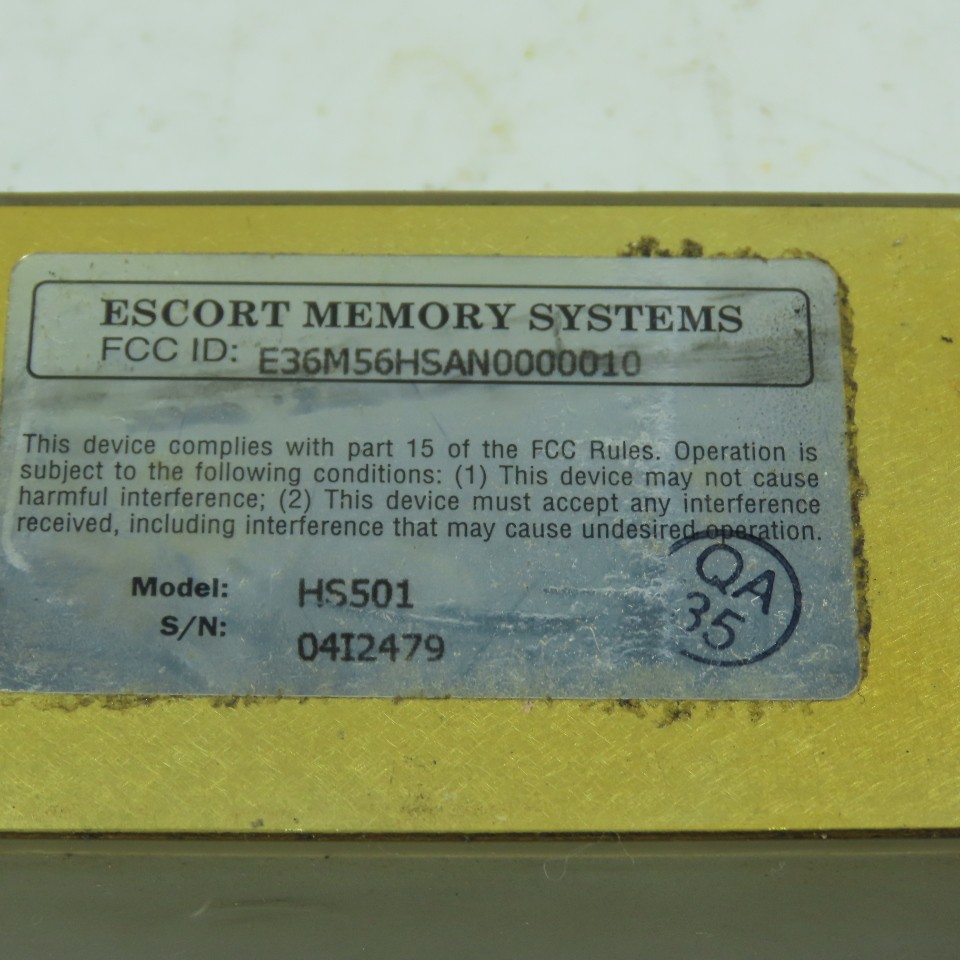 ESCORT MEMORY SYSTEMS
FCC ID: E36M56HSAN0000010
This device complies with part 15 of the FCC Rules. Operation is
subject to the following conditions: (1) This device may not cause
harmful interference; (2) This device must accept any interference
received, including interference that may cause undesired operation.
Model: HS501
S/N: 04I2479
QA
35